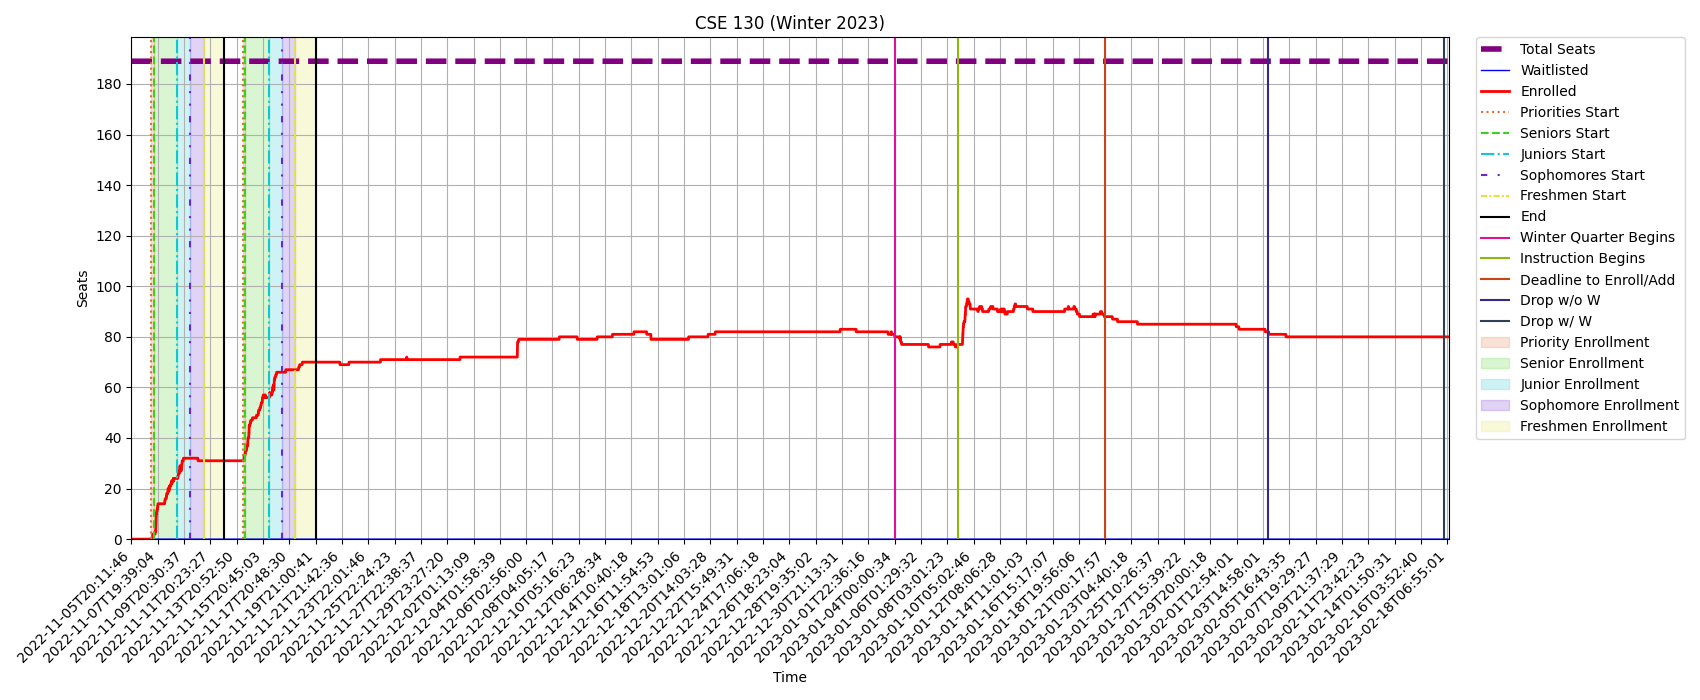 CSE 130 (Winter 2023)
Seats
180
160
140
120
100
80
60
40
20
0
2022-11-05T20:11:46
2022-11-07T19:39:04
2022-11-09T20:30:37
2022-11-11T20:23:27
2022-11-13T20:52:50
2022-11-15T20:45:03
2022-11-17T20:48:30
2022-11-19T21:00:41
2022-11-21T21:42:36
2022-11-23T22:01:46
2022-11-25T22:24:23
2022-11-27T22:38:37
2022-11-29T23:27:20
2022-12-02T01:13:09
2022-12-04T01:58:39
2022-12-06T02:56:00
2022-12-08T04:05:17
2022-12-10T05:16:23
2022-12-12T06:28:34
2022-12-14T10:40:18
2022-12-16T11:54:53
2022-12-18T13:01:06
2022-12-20T14:03:28
2022-12-22T15:49:31
2022-12-24T17:06:18
2022-12-26T18:23:04
2022-12-28T19:35:02
2022-12-30T21:13:31
2023-01-01T22:36:16
2023-01-04T00:00:34
2023-01-06T01:29:32
2023-01-08T03:01:23
2023-01-10T05:02:46
2023-01-12T08:06:28
2023-01-14T11:01:03
2023-01-16T15:17:07
2023-01-18T19:56:06
2023-01-21T00:17:57
2023-01-23T04:40:18
2023-01-25T10:26:37
2023-01-27T15:39:22
2023-01-29T20:00:18
2023-02-01T12:54:01
2023-02-03T14:58:01
2023-02-05T16:43:35
2023-02-07T19:29:27
2023-02-09T21:37:29
2023-02-11T23:42:23
2023-02-14T01:50:31
2023-02-16T03:52:40
2023-02-18T06:55:01
Time
Total Seats
Waitlisted
Enrolled
Priorities Start
Seniors Start
Juniors Start
Sophomores Start
Freshmen Start
End
Winter Quarter Begins
Instruction Begins
Deadline to Enroll/Add
Drop w/o W
Drop w/ W
Priority Enrollment
Senior Enrollment
Junior Enrollment
Sophomore Enrollment
Freshmen Enrollment